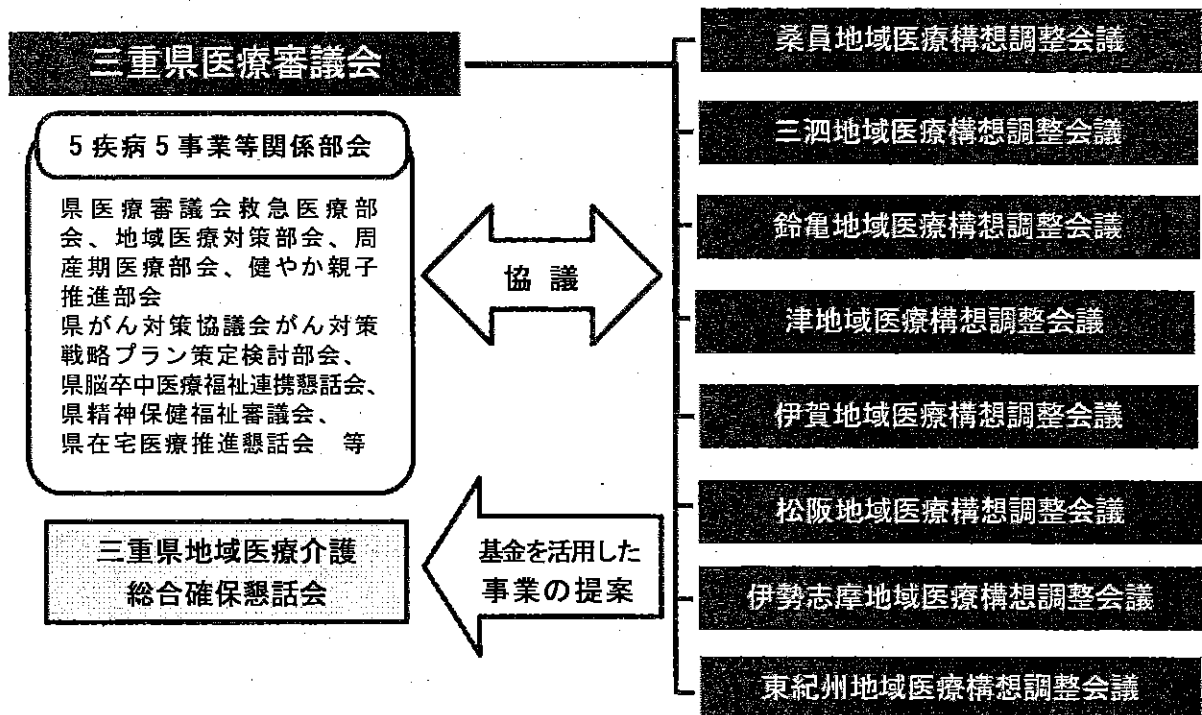 三重県医療審議会
5疾病5事業等関係部会
県医療審議会救急医療部
会、地域医療対策部会、周
産期医療部会、健やか親子
推進部会
県がん対策協議会がん対策
戦略プラン策定検討部会、
県脳卒中医療福祉連携懇話会、
県精神保健福祉審議会、
県在宅医療推進懇話会 等
協 議
三重県地域医療介護
総合確保懇話会
基金を活用した
事業の提案
桑員地域医療構想調整会議
三泗地域医療構想調整会議
鈴亀地域医療構想調整会議
津地域医療構想調整会議
伊賀地域医療構想調整会議
松阪地域医療構想調整会議
伊勢志摩地域医療構想調整会議
東紀州地域医療構想調整会議